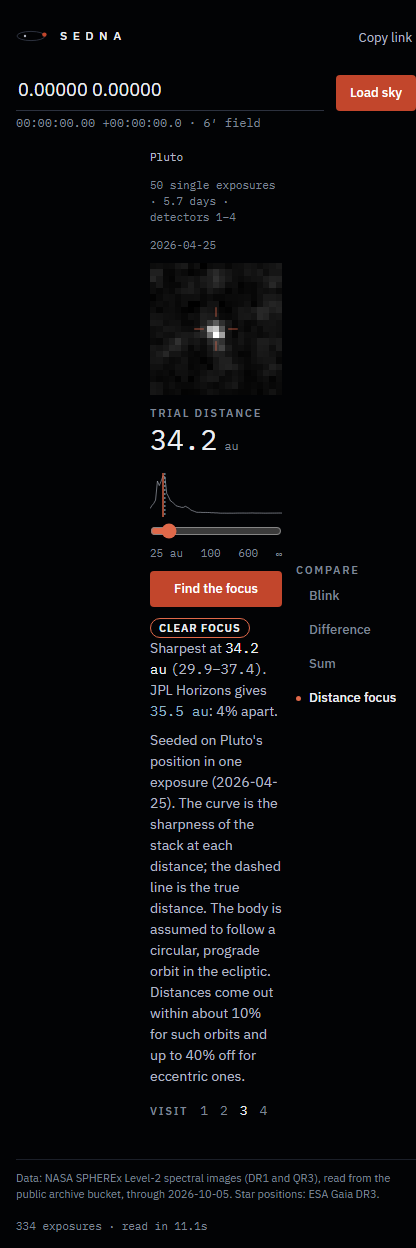 SEDNA
Copy link
0.00000 0.00000
Load sky
00:00:00.00 +00:00:00.0 · 6′ field
Pluto
50 single exposures
· 5.7 days ·
detectors 1–4
2026-04-25
TRIAL DISTANCE
34.2 au
25 au 100 600 ∞
Find the focus
CLEAR FOCUS
Sharpest at 34.2
au (29.9–37.4).
JPL Horizons gives
35.5 au: 4% apart.
Seeded on Pluto's
position in one
exposure (2026-04-
25). The curve is the
sharpness of the
stack at each
distance; the dashed
line is the true
distance. The body is
assumed to follow a
circular, prograde
orbit in the ecliptic.
Distances come out
within about 10%
for such orbits and
up to 40% off for
eccentric ones.
VISIT 1 2 3 4
COMPARE
Blink
Difference
Sum
Distance focus
Data: NASA SPHEREx Level-2 spectral images (DR1 and QR3), read from the
public archive bucket, through 2026-10-05. Star positions: ESA Gaia DR3.
334 exposures · read in 11.1s